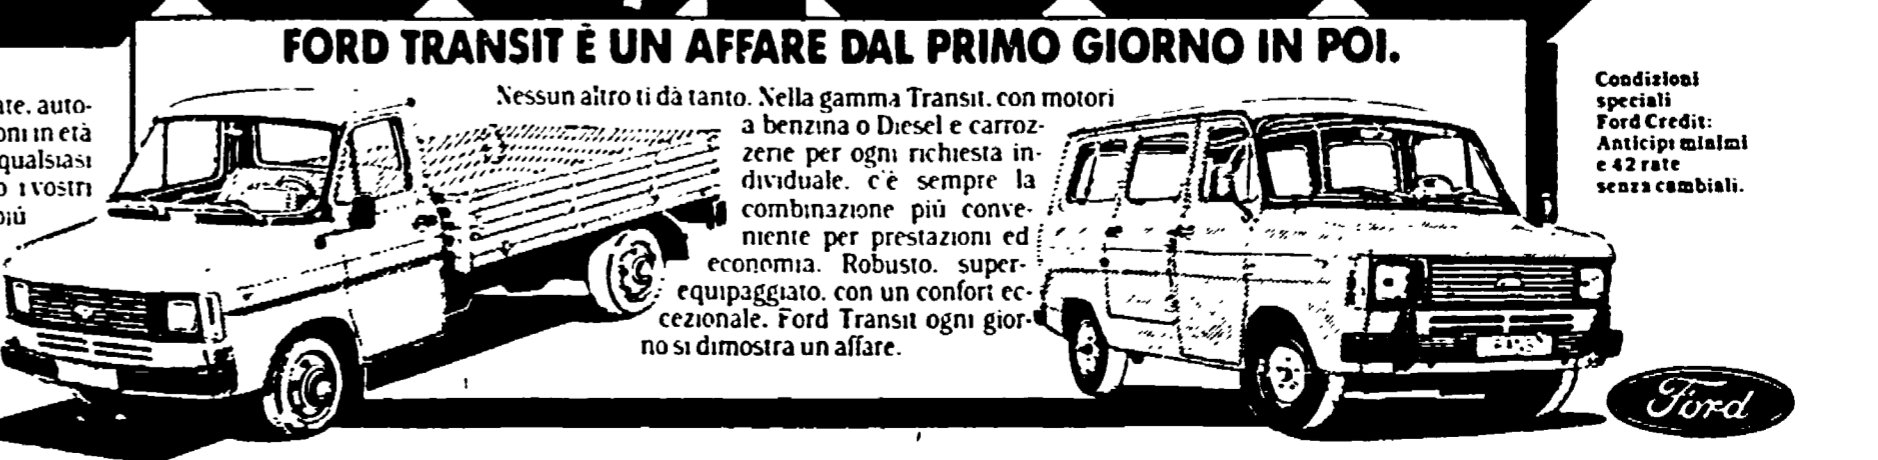 FORD TRANSIT È UN AFFARE DAL PRIMO GIORNO IN POI.
ate, auto-
oni in età
qualsiasi
o i vostri
più
Nessun altro ti dà tanto. Nella gamma Transit, con motori
a benzina o Diesel e carroz-
zerie per ogni richiesta in-
dividuale, c'è sempre la
combinazione più conve-
niente per prestazioni ed
economia. Robusto, super-
equipaggiato, con un confort ec-
cezionale. Ford Transit ogni gior-
no si dimostra un affare.
Condizioni
speciali
Ford Credit:
Anticipi minimi
e 42 rate
senza cambiali.
Ford